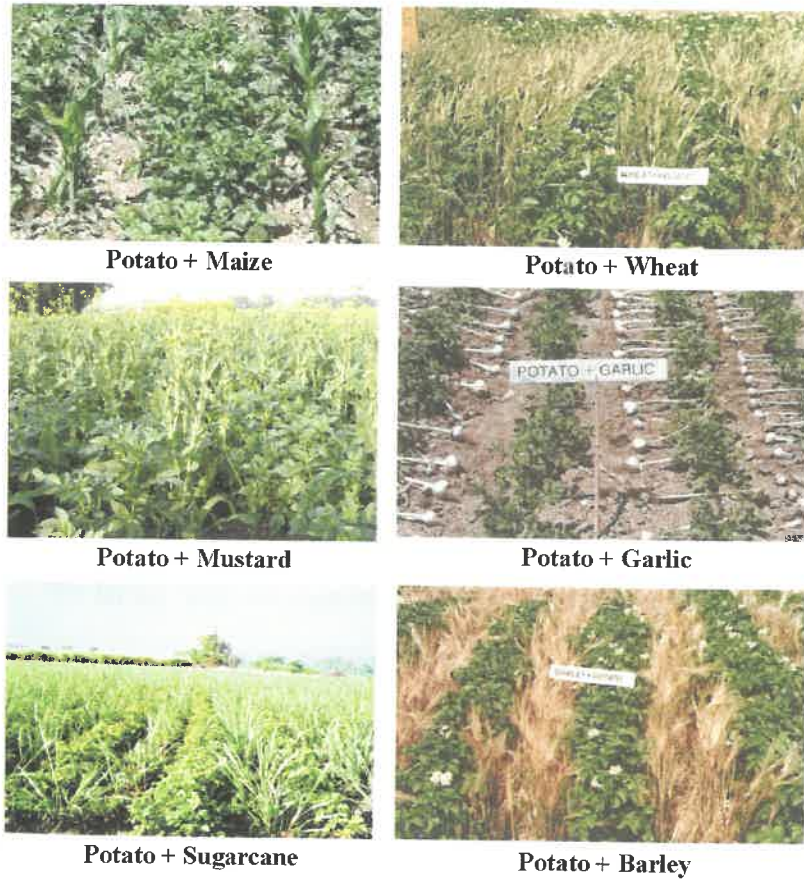 Potato + Maize
Potato + Wheat
POTATO + GARLIC
Potato + Mustard
Potato + Garlic
Potato + Sugarcane
Potato + Barley